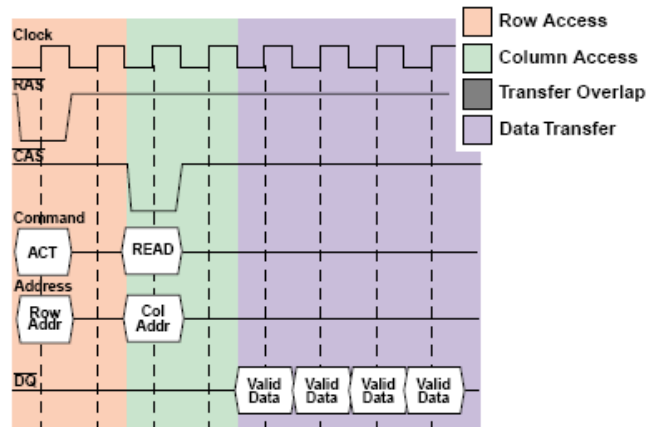 Row Access
Column Access
Transfer Overlap
Data Transfer
Clock
RAS
CAS
Command
ACT
READ
Address
Row
Addr
Col
Addr
DQ
Valid
Data
Valid
Data
Valid
Data
Valid
Data